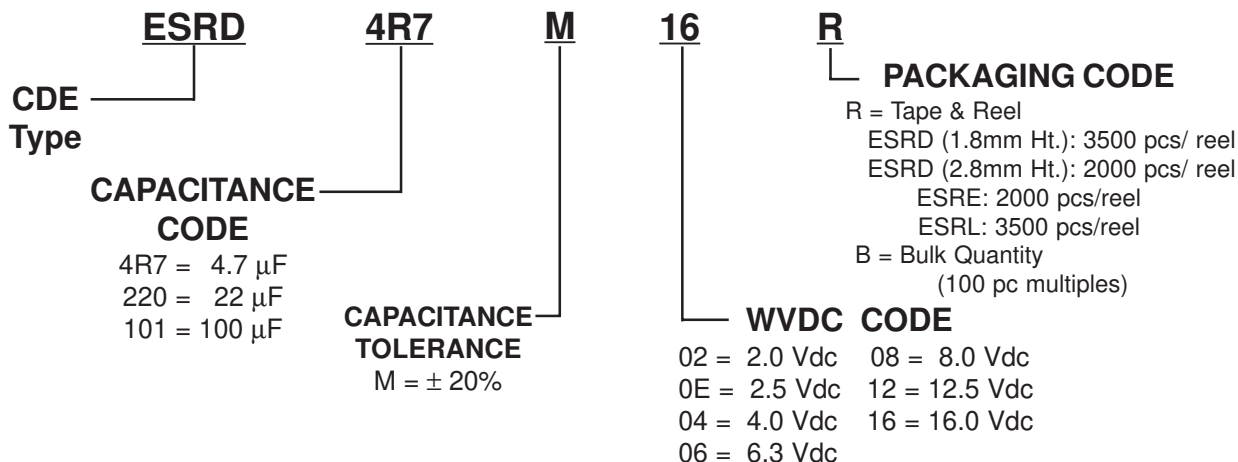 ESRD 4R7 M 16 R
CDE
Type
CAPACITANCE
CODE
4R7 = 4.7 µF
220 = 22 µF
101 = 100 µF
CAPACITANCE
TOLERANCE
M = ± 20%
WVDC CODE
02 = 2.0 Vdc 08 = 8.0 Vdc
0E = 2.5 Vdc 12 = 12.5 Vdc
04 = 4.0 Vdc 16 = 16.0 Vdc
06 = 6.3 Vdc
PACKAGING CODE
R = Tape & Reel
ESRD (1.8mm Ht.): 3500 pcs/ reel
ESRD (2.8mm Ht.): 2000 pcs/ reel
ESRE: 2000 pcs/reel
ESRL: 3500 pcs/reel
B = Bulk Quantity
(100 pc multiples)